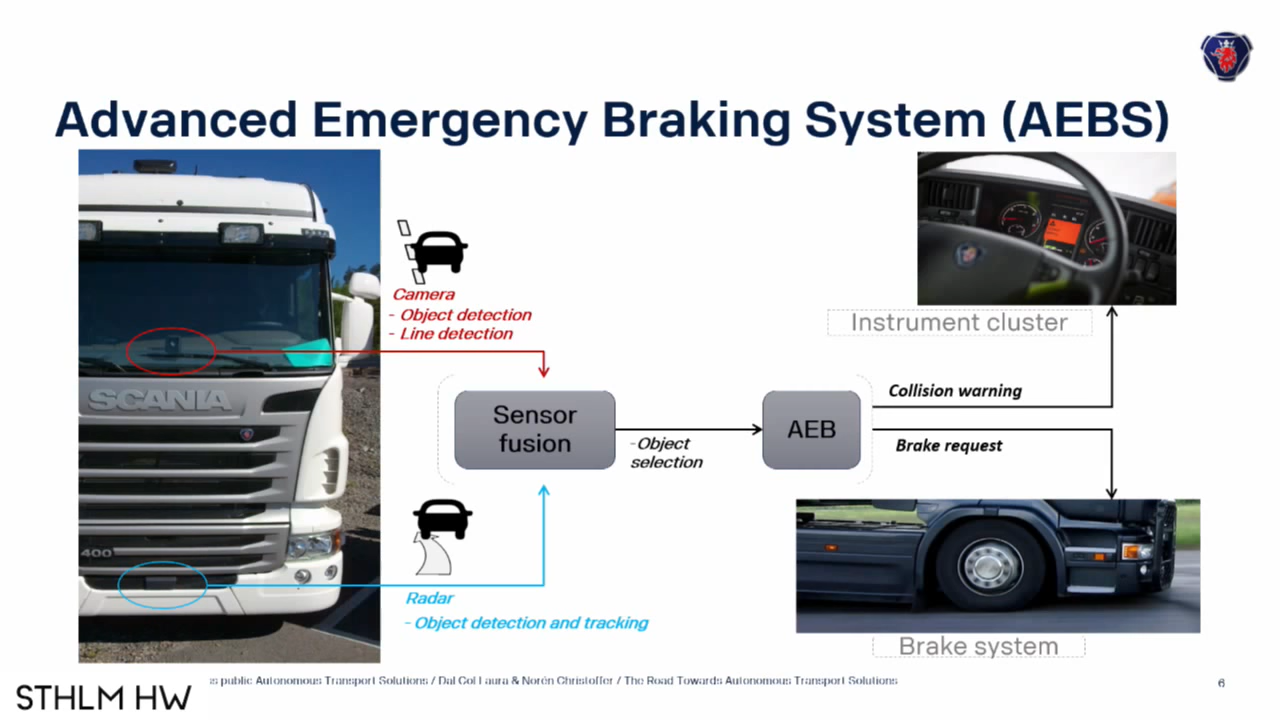 Advanced Emergency Braking System (AEBS)
Camera
- Object detection
- Line detection
SCANIA
Instrument cluster
Sensor
fusion
- Object
selection
AEB
Collision warning
Brake request
400
Radar
- Object detection and tracking
Brake system
STHLM HW
public Autonomous Transport Solutions / Dal Col Laura & Norén Christoffer / The Road Towards Autonomous Transport Solutions
6